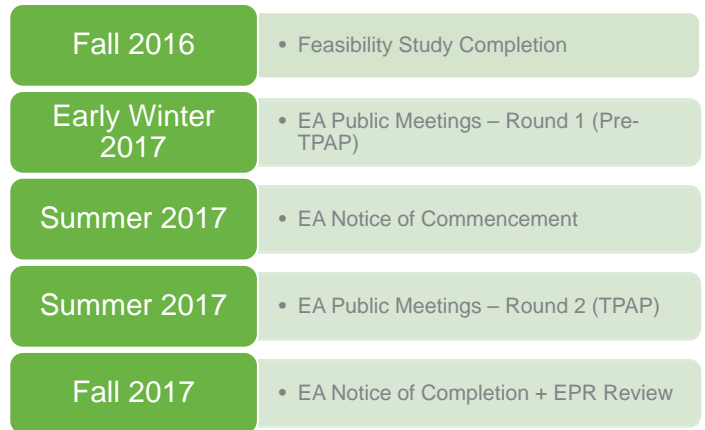 Fall 2016
• Feasibility Study Completion
Early Winter
2017
• EA Public Meetings – Round 1 (Pre-
TPAP)
Summer 2017
• EA Notice of Commencement
Summer 2017
• EA Public Meetings – Round 2 (TPAP)
Fall 2017
• EA Notice of Completion + EPR Review